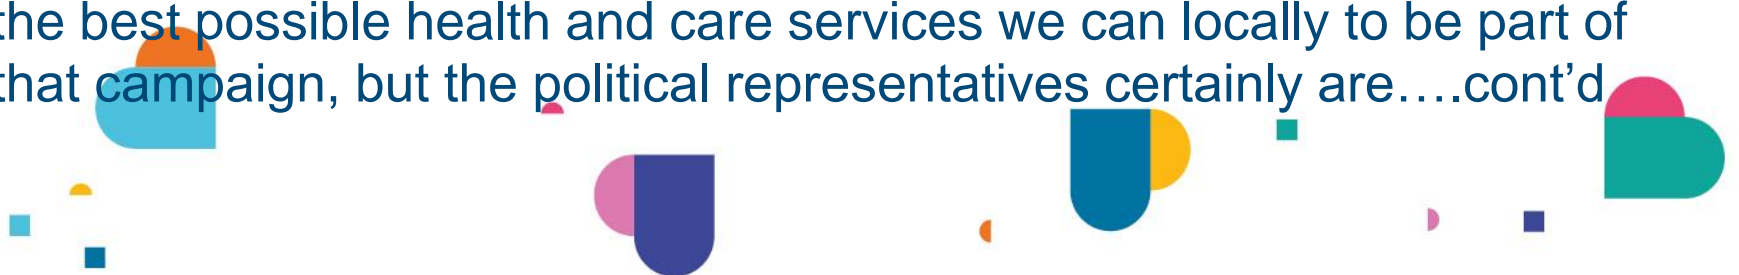 the best possible health and care services we can locally to be part of
that campaign, but the political representatives certainly are….cont’d